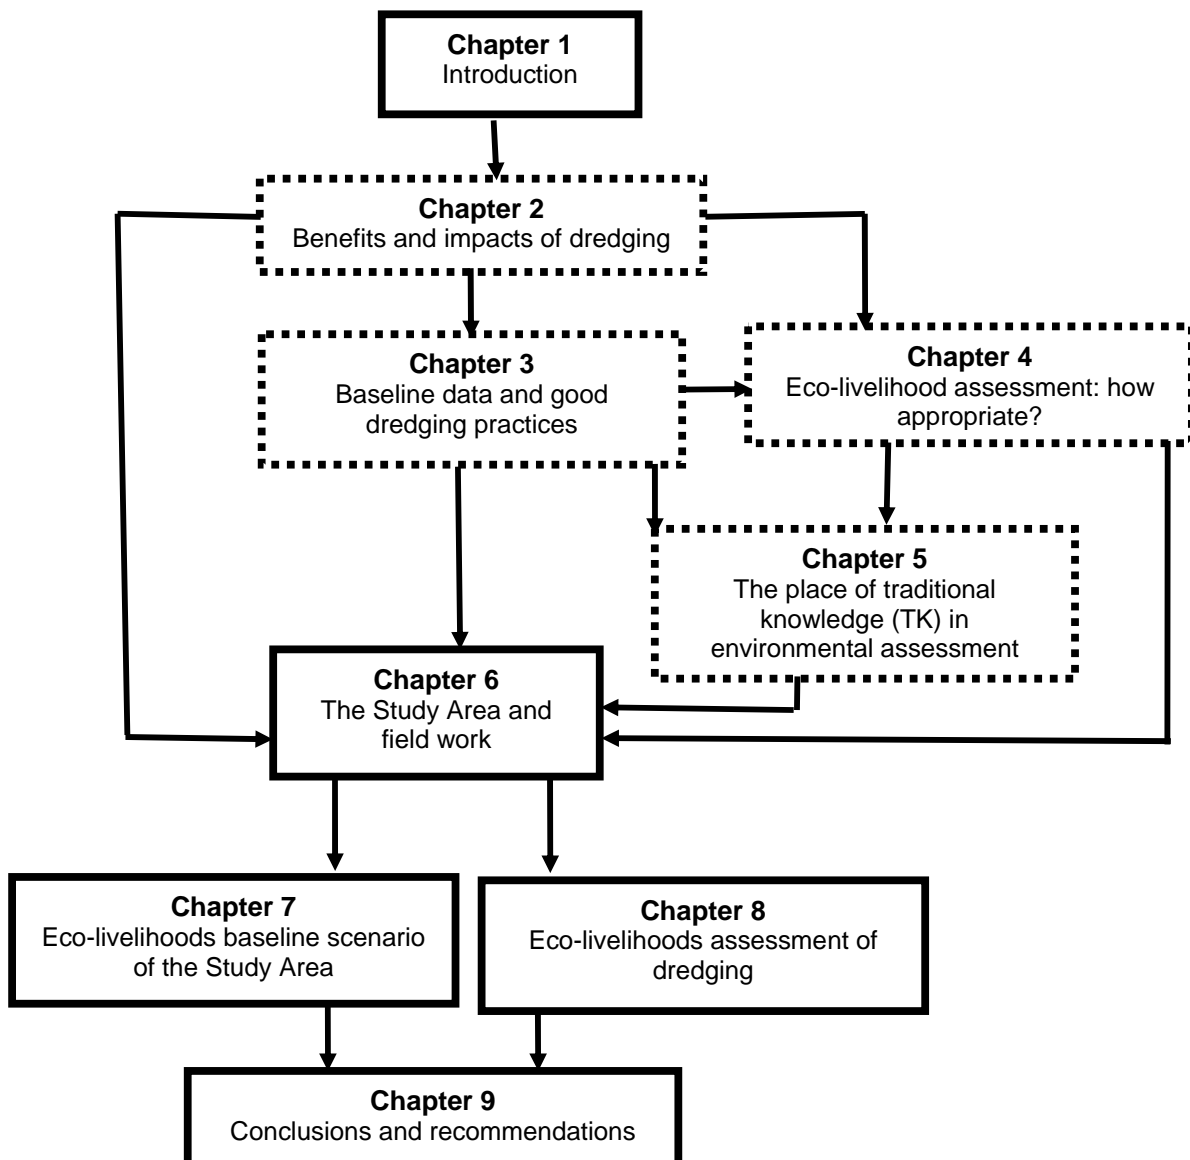 Chapter 1
Introduction
Chapter 2
Benefits and impacts of dredging
Chapter 3
Baseline data and good
dredging practices
Chapter 4
Eco-livelihood assessment: how
appropriate?
Chapter 5
The place of traditional
knowledge (TK) in
environmental assessment
Chapter 6
The Study Area and
field work
Chapter 7
Eco-livelihoods baseline scenario
of the Study Area
Chapter 8
Eco-livelihoods assessment of
dredging
Chapter 9
Conclusions and recommendations